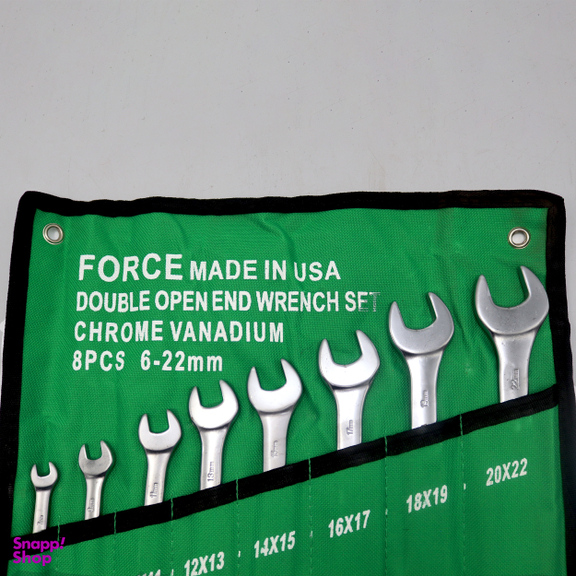 FORCE MADE IN USA
DOUBLE OPEN END WRENCH SET
CHROME VANADIUM
8PCS 6-22mm
12X13
14X15
16X17
18X19
20X22
Snapp!
Shop